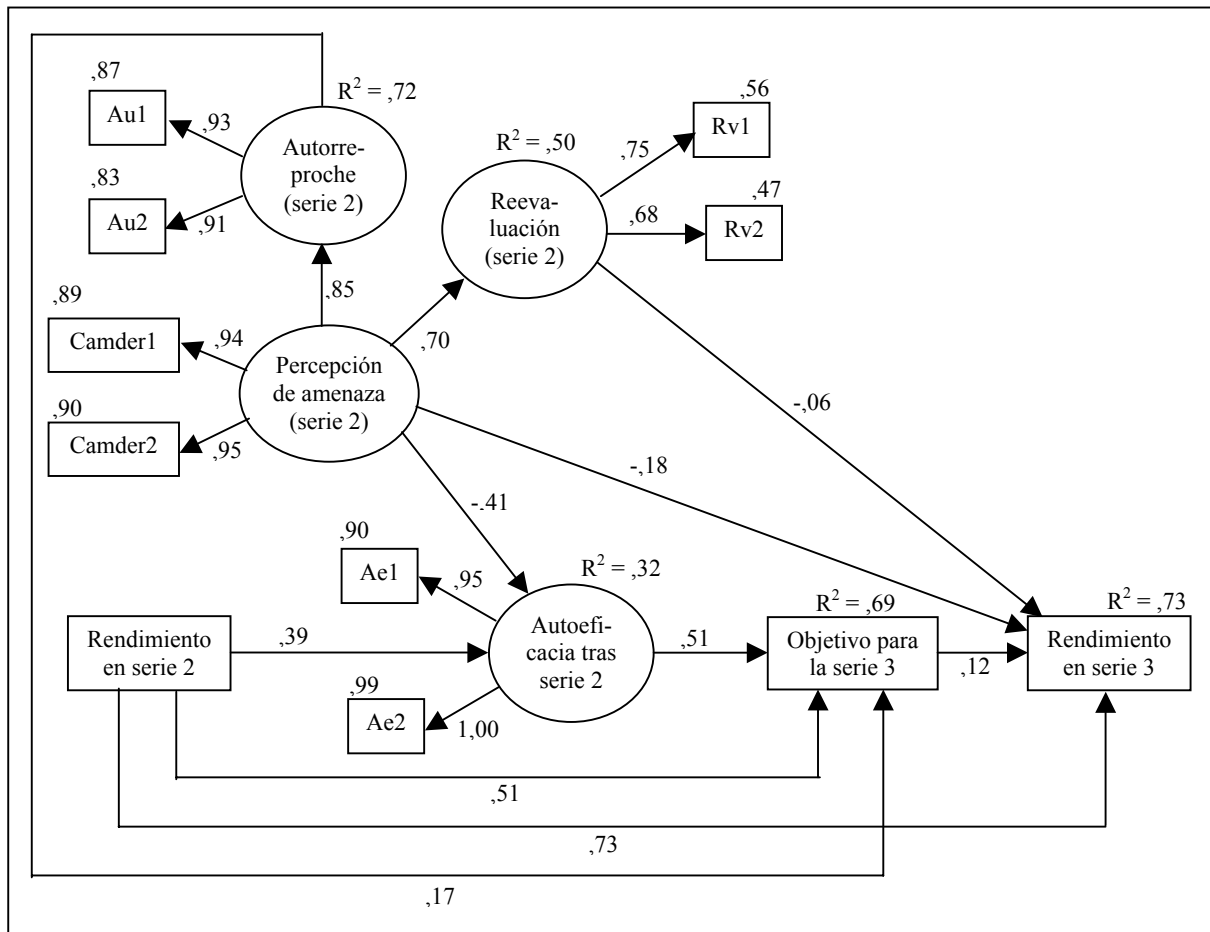 ,87
R² = ,72
Au1
,93
Autorre-
proche
(serie 2)
,83
Au2
,91
,56
Rv1
R² = ,50
,75
Reeva-
luación
(serie 2)
,47
,68
Rv2
,85
,89
Camder1
,94
,70
Percepción
de amenaza
(serie 2)
,90
Camder2
,95
-,06
-,18
-,41
,90
Ae1
,95
R² = ,32
Autoefi-
cacia tras
serie 2
Rendimiento
en serie 2
,39
,51
R² = ,69
Objetivo para
la serie 3
,12
R² = ,73
Rendimiento
en serie 3
,99
Ae2
1,00
,51
,73
,17